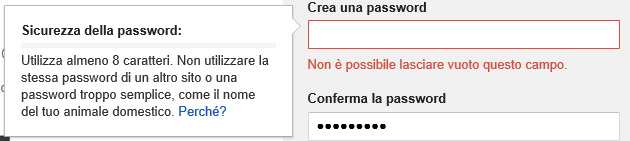 Sicurezza della password:
Utilizza almeno 8 caratteri. Non utilizzare la
stessa password di un altro sito o una
password troppo semplice, come il nome
del tuo animale domestico. Perché?
Crea una password
Non è possibile lasciare vuoto questo campo.
Conferma la password
•••••••••